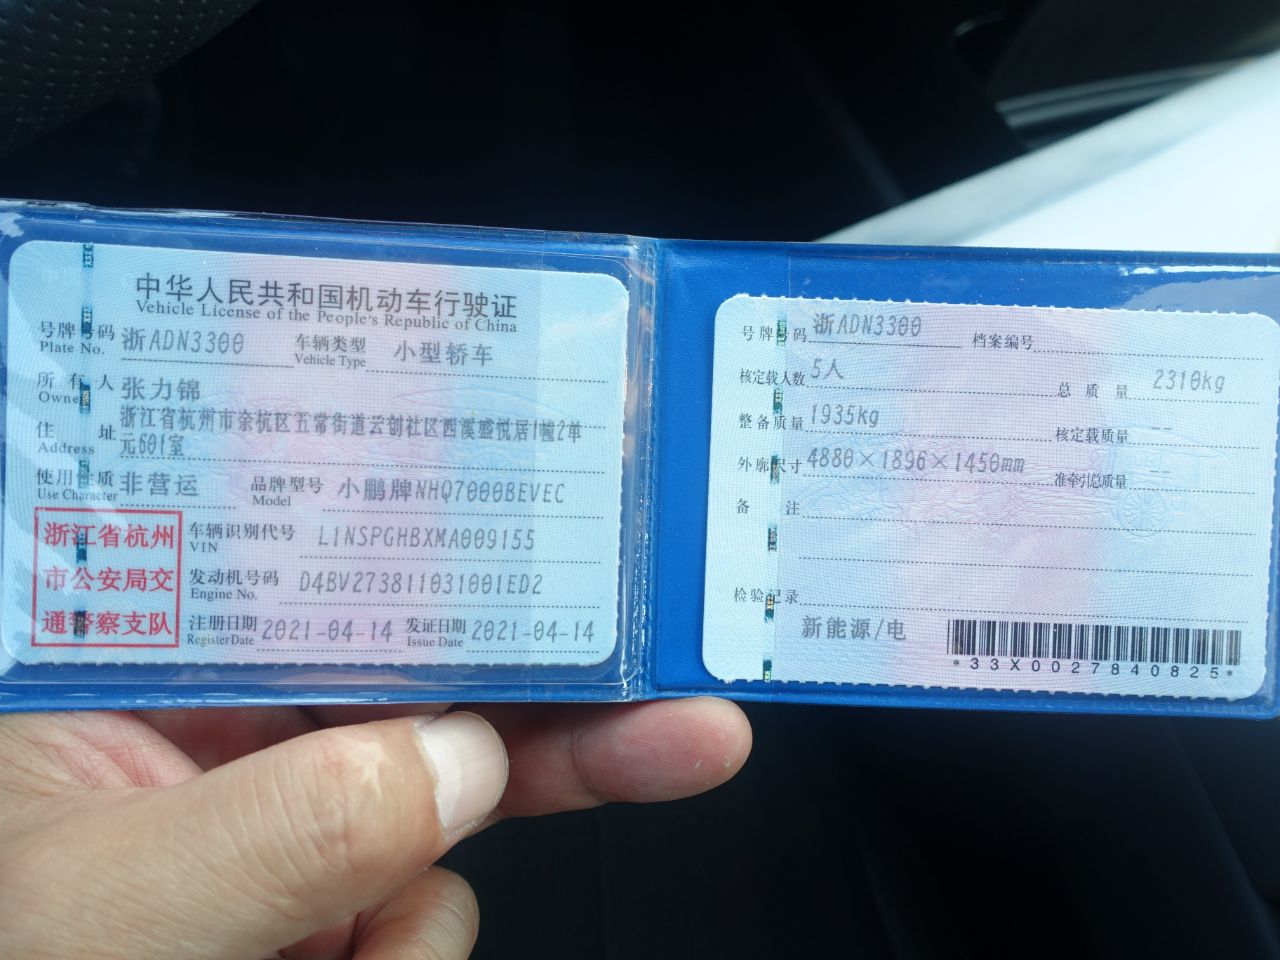 中华人民共和国机动车行驶证
Vehicle License of the People's Republic of China
号牌号码 浙ADN3300 车辆类型 小型轿车
Plate No. Vehicle Type
所有人 张力锦
Owner
住址 浙江省杭州市余杭区五常街道云创社区西溪盛悦居1幢2单
Address 元601室
使用性质 非营运 品牌型号 小鹏牌NHQ7000BEVEC
Use Character Model
浙江省杭州
市公安局交
通警察支队
车辆识别代号 L1NSPGHBXMA009155
VIN
发动机号码 D4BV273811031001ED2
Engine No.
注册日期 2021-04-14 发证日期 2021-04-14
Register Date Issue Date
号牌号码 浙ADN3300 档案编号
核定载人数 5人 总质量 2310kg
整备质量 1935kg 核定载质量 --
外廓尺寸 4880×1896×1450mm 准牵引总质量 --
备注
检验记录
新能源/电
*33X0027840825*